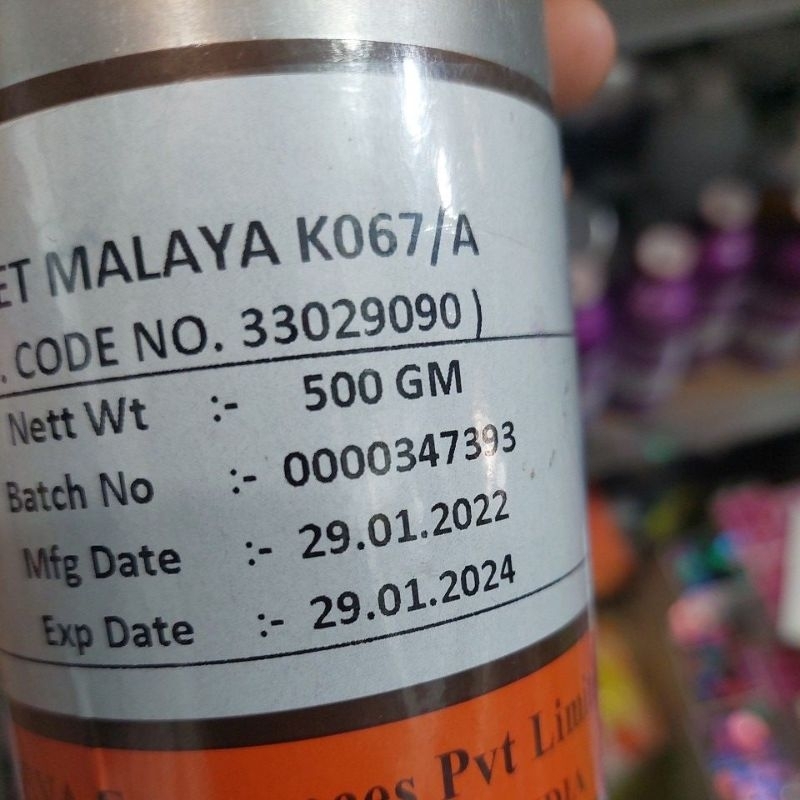 ET MALAYA K067/A
. CODE NO. 33029090 )
Nett Wt :- 500 GM
Batch No :- 0000347393
Mfg Date :- 29.01.2022
Exp Date :- 29.01.2024
Pvt